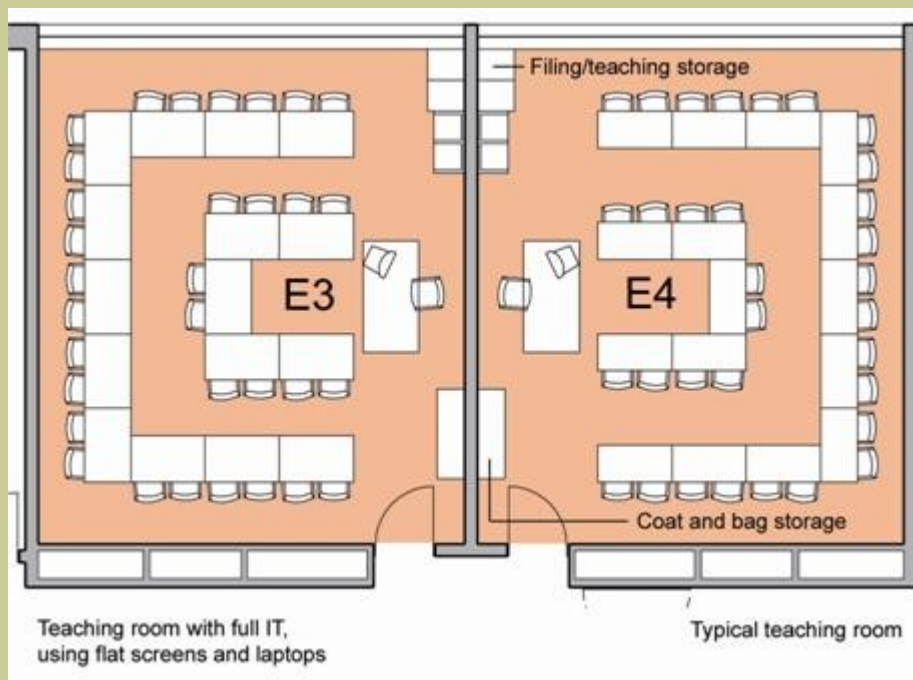 Filing/teaching storage
E3
E4
Coat and bag storage
Teaching room with full IT,
using flat screens and laptops
Typical teaching room